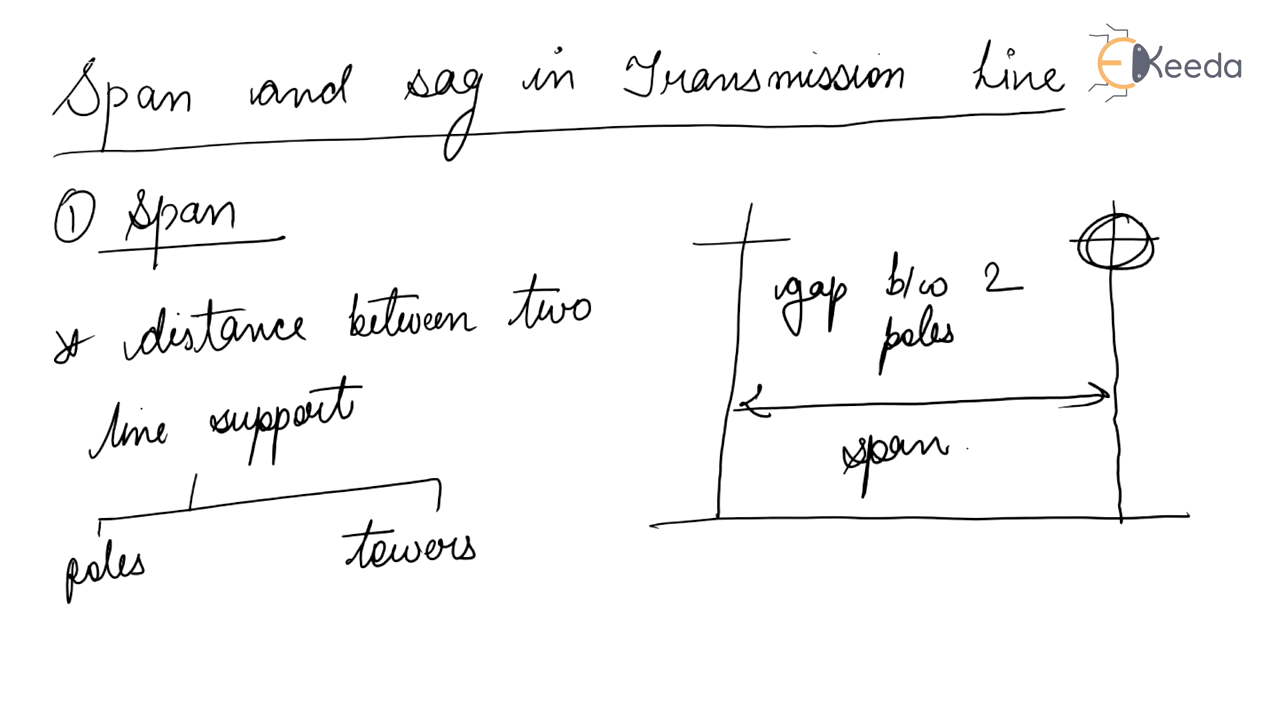 Span and sag in Transmission Line
EKeeda
① Span
* distance between two
line support
poles towers
gap b/w 2
poles
span